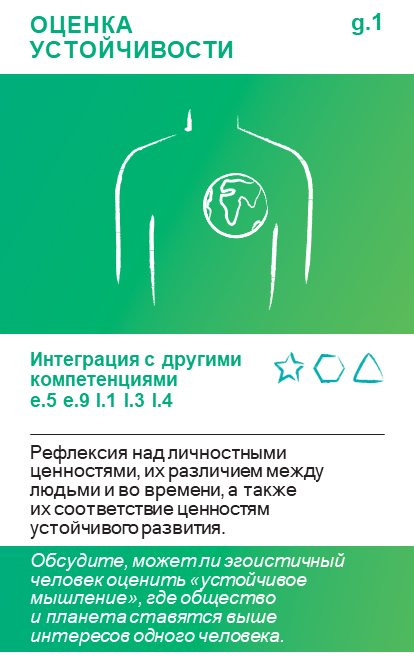 ОЦЕНКА
УСТОЙЧИВОСТИ
g.1
Интеграция с другими
компетенциями
e.5 e.9 l.1 l.3 l.4
Рефлексия над личностными
ценностями, их различием между
людьми и во времени, а также
их соответствие ценностям
устойчивого развития.
Обсудите, может ли эгоистичный
человек оценить «устойчивое
мышление», где общество
и планета ставятся выше
интересов одного человека.